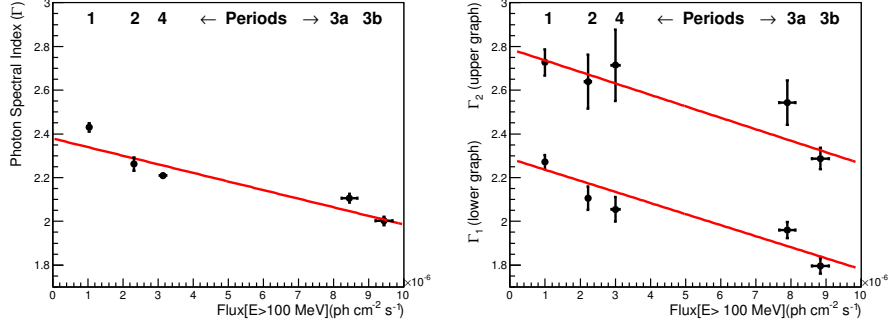 1 2 4 ← Periods → 3a 3b
Photon Spectral Index (Γ)
3
2.8
2.6
2.4
2.2
2
1.8
0 1 2 3 4 5 6 7 8 9 10
×10⁻⁶
Flux[E>100 MeV](ph cm⁻² s⁻¹)
1 2 4 ← Periods → 3a 3b
Γ₁ (lower graph) Γ₂ (upper graph)
3
2.8
2.6
2.4
2.2
2
1.8
0 1 2 3 4 5 6 7 8 9 10
×10⁻⁶
Flux[E> 100 MeV](ph cm⁻² s⁻¹)